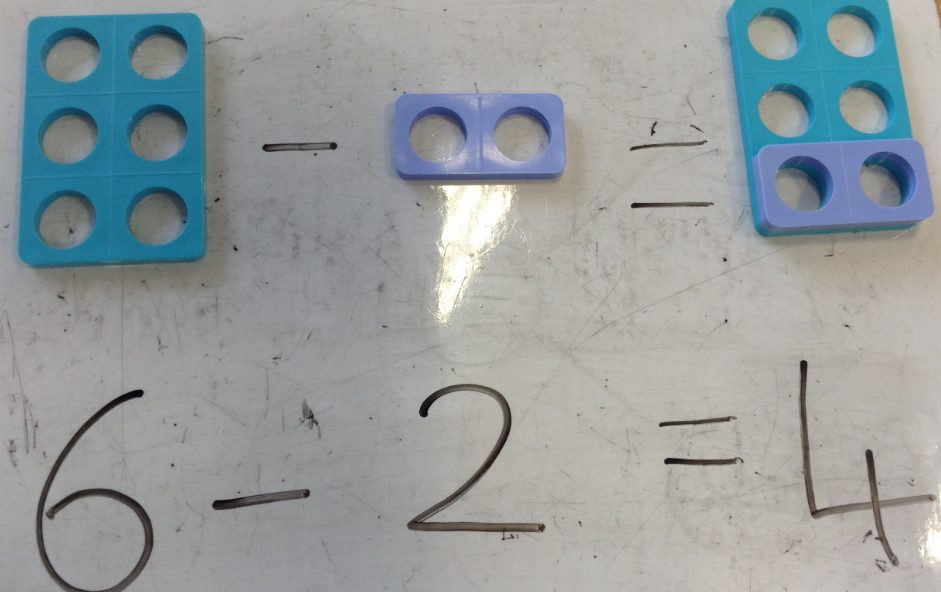 - =
6 - 2 = 4